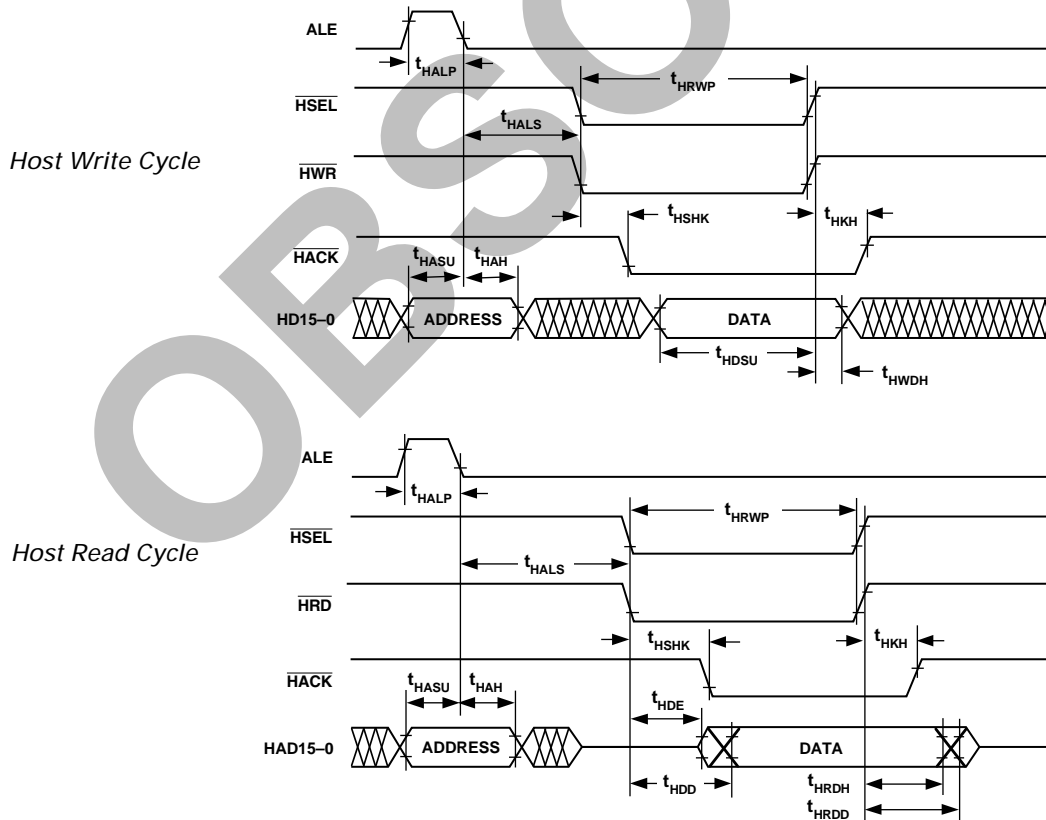 ALE
tHALP
HSEL
tHRWP
tHALS
Host Write Cycle
HWR
tHSHK
tHKH
HACK
tHASU
tHAH
HD15–0
ADDRESS
DATA
tHDSU
tHWDH
ALE
tHALP
HSEL
tHRWP
Host Read Cycle
tHALS
HRD
tHSHK
tHKH
HACK
tHASU
tHAH
tHDE
HAD15–0
ADDRESS
DATA
tHDD
tHRDH
tHRDD
OBSO